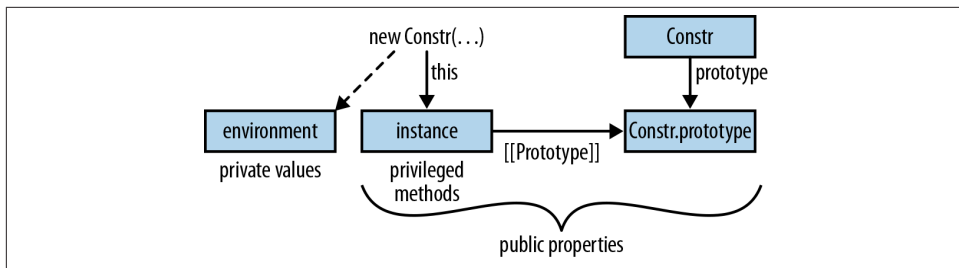 new Constr(...)
Constr
this
prototype
environment
instance
Constr.prototype
[[Prototype]]
private values
privileged
methods
public properties